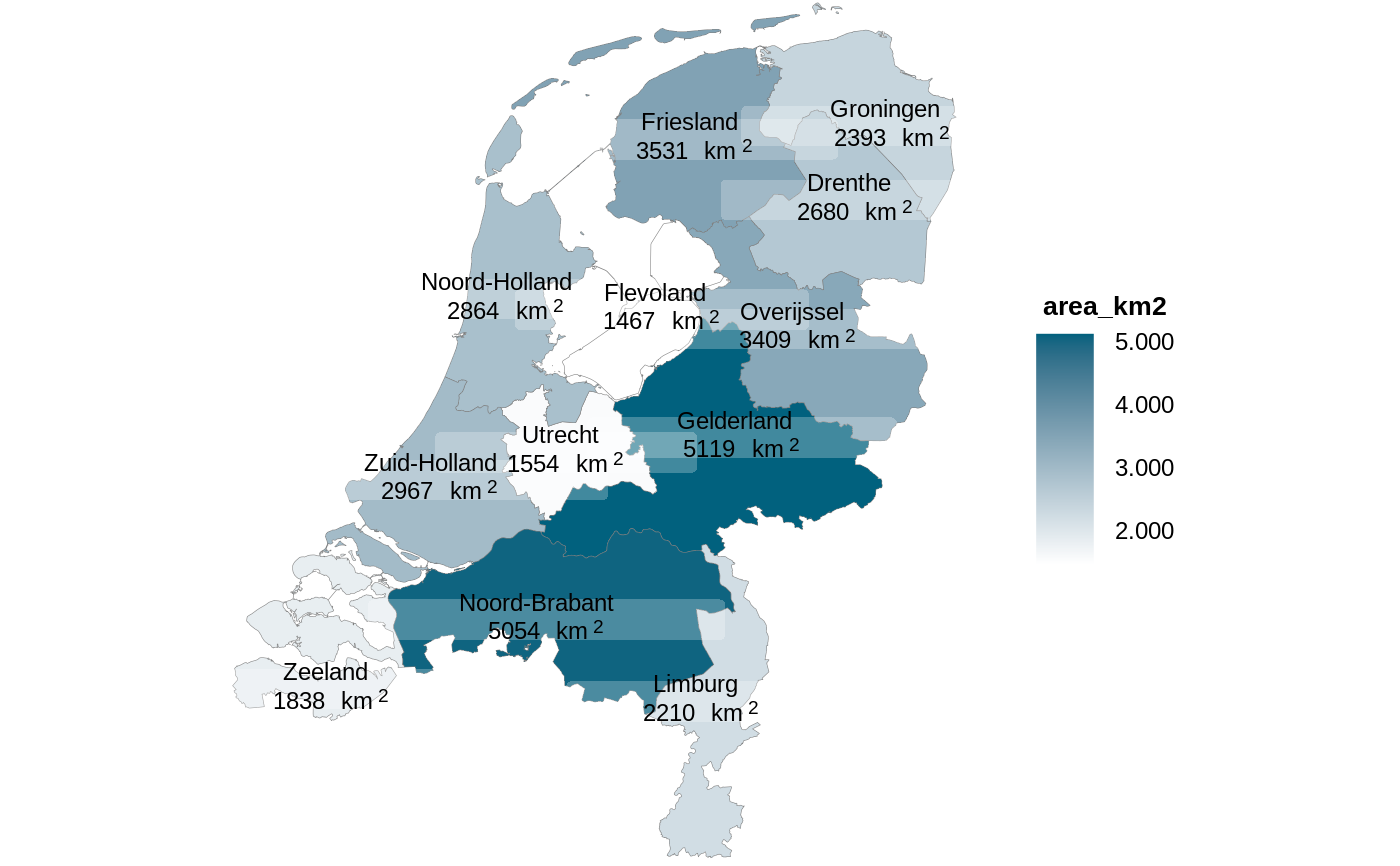 Groningen
2393 km 2
Friesland
3531 km 2
Drenthe
2680 km 2
Noord-Holland
2864 km 2
Flevoland
1467 km 2
Overijssel
3409 km 2
Gelderland
5119 km 2
Utrecht
1554 km 2
Zuid-Holland
2967 km 2
Noord-Brabant
5054 km 2
Zeeland
1838 km 2
Limburg
2210 km 2
area_km2
5.000
4.000
3.000
2.000